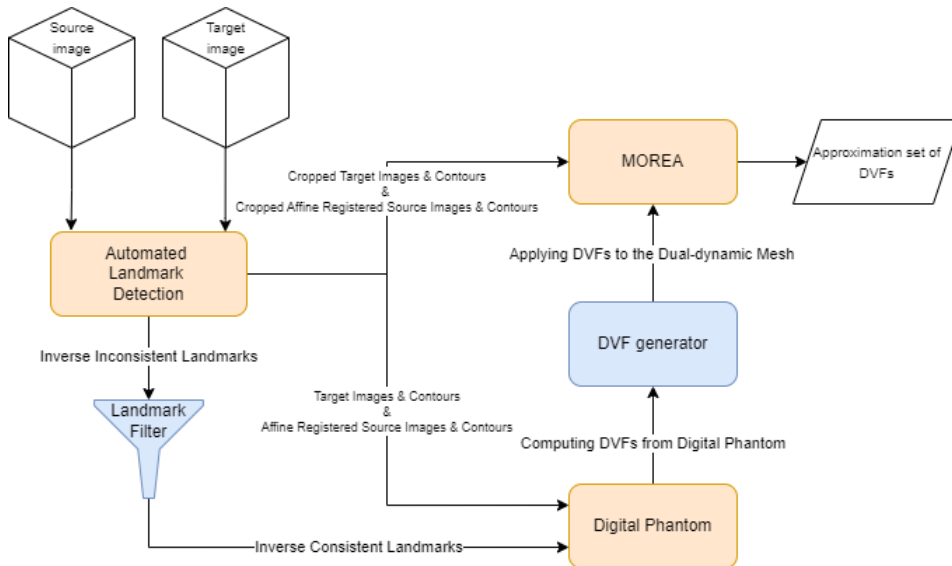 Source
image
Target
image
MOREA
Approximation set of
DVFs
Cropped Target Images & Contours
&
Cropped Affine Registered Source Images & Contours
Automated
Landmark
Detection
Applying DVFs to the Dual-dynamic Mesh
Inverse Inconsistent Landmarks
DVF generator
Landmark
Filter
Target Images & Contours
&
Affine Registered Source Images & Contours
Computing DVFs from Digital Phantom
Digital Phantom
Inverse Consistent Landmarks